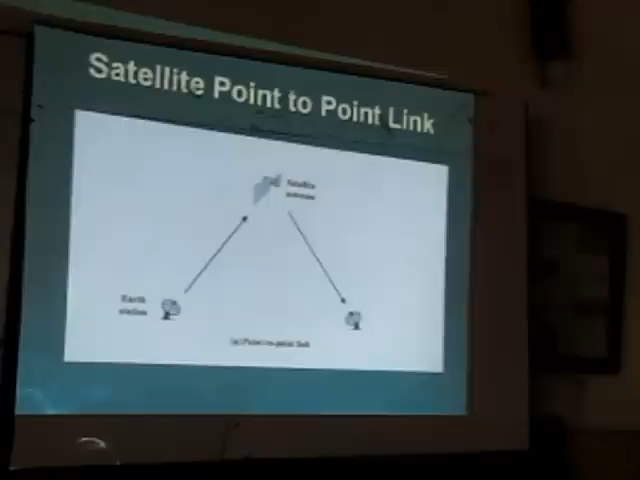 Satellite Point to Point Link
Satellite
antenna
Earth
station
(a) Point-to-point link